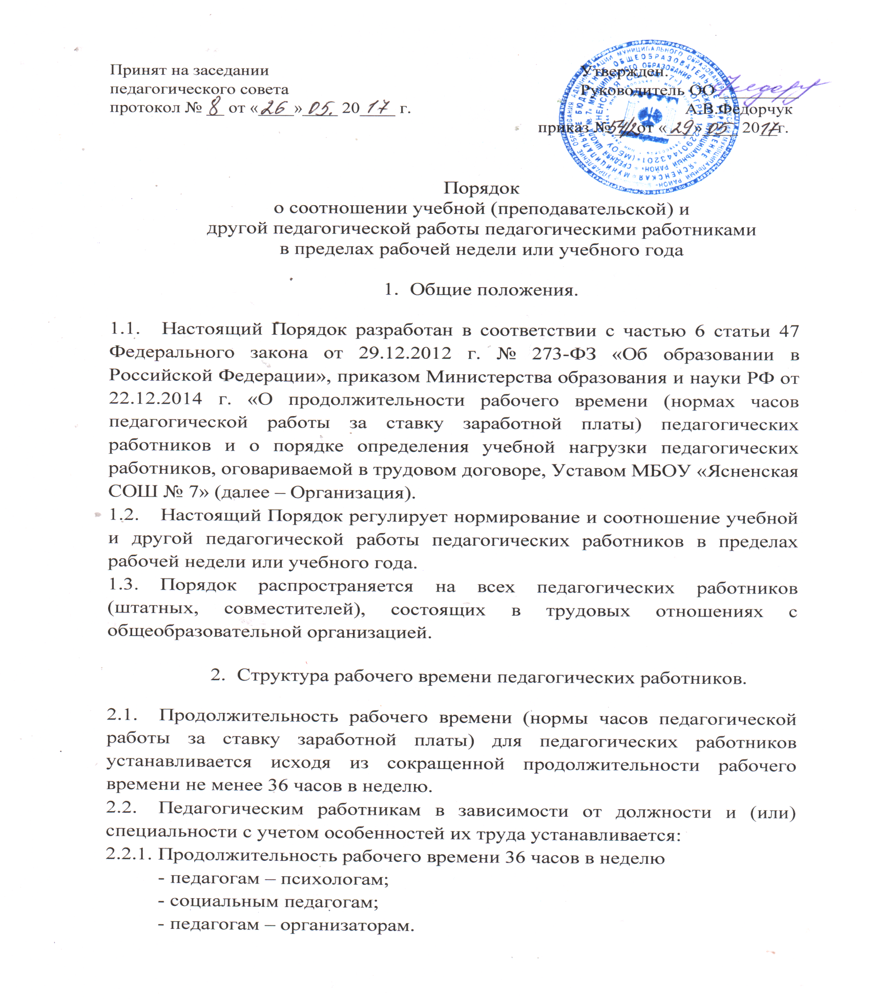 Принят на заседании
педагогического совета
протокол № 8 от «26» 05. 2017 г.
Утвержден.
Руководитель ОО
А.В.Федорчук
приказ №54/2 от «29» 05 2017г.
Порядок
о соотношении учебной (преподавательской) и
другой педагогической работы педагогическими работниками
в пределах рабочей недели или учебного года
1. Общие положения.
1.1. Настоящий Порядок разработан в соответствии с частью 6 статьи 47
Федерального закона от 29.12.2012 г. № 273-ФЗ «Об образовании в
Российской Федерации», приказом Министерства образования и науки РФ от
22.12.2014 г. «О продолжительности рабочего времени (нормах часов
педагогической работы за ставку заработной платы) педагогических
работников и о порядке определения учебной нагрузки педагогических
работников, оговариваемой в трудовом договоре, Уставом МБОУ «Ясненская
СОШ № 7» (далее – Организация).
1.2. Настоящий Порядок регулирует нормирование и соотношение учебной
и другой педагогической работы педагогических работников в пределах
рабочей недели или учебного года.
1.3. Порядок распространяется на всех педагогических работников
(штатных, совместителей), состоящих в трудовых отношениях с
общеобразовательной организацией.
2. Структура рабочего времени педагогических работников.
2.1. Продолжительность рабочего времени (нормы часов педагогической
работы за ставку заработной платы) для педагогических работников
устанавливается исходя из сокращенной продолжительности рабочего
времени не менее 36 часов в неделю.
2.2. Педагогическим работникам в зависимости от должности и (или)
специальности с учетом особенностей их труда устанавливается:
2.2.1. Продолжительность рабочего времени 36 часов в неделю
- педагогам – психологам;
- социальным педагогам;
- педагогам – организаторам.